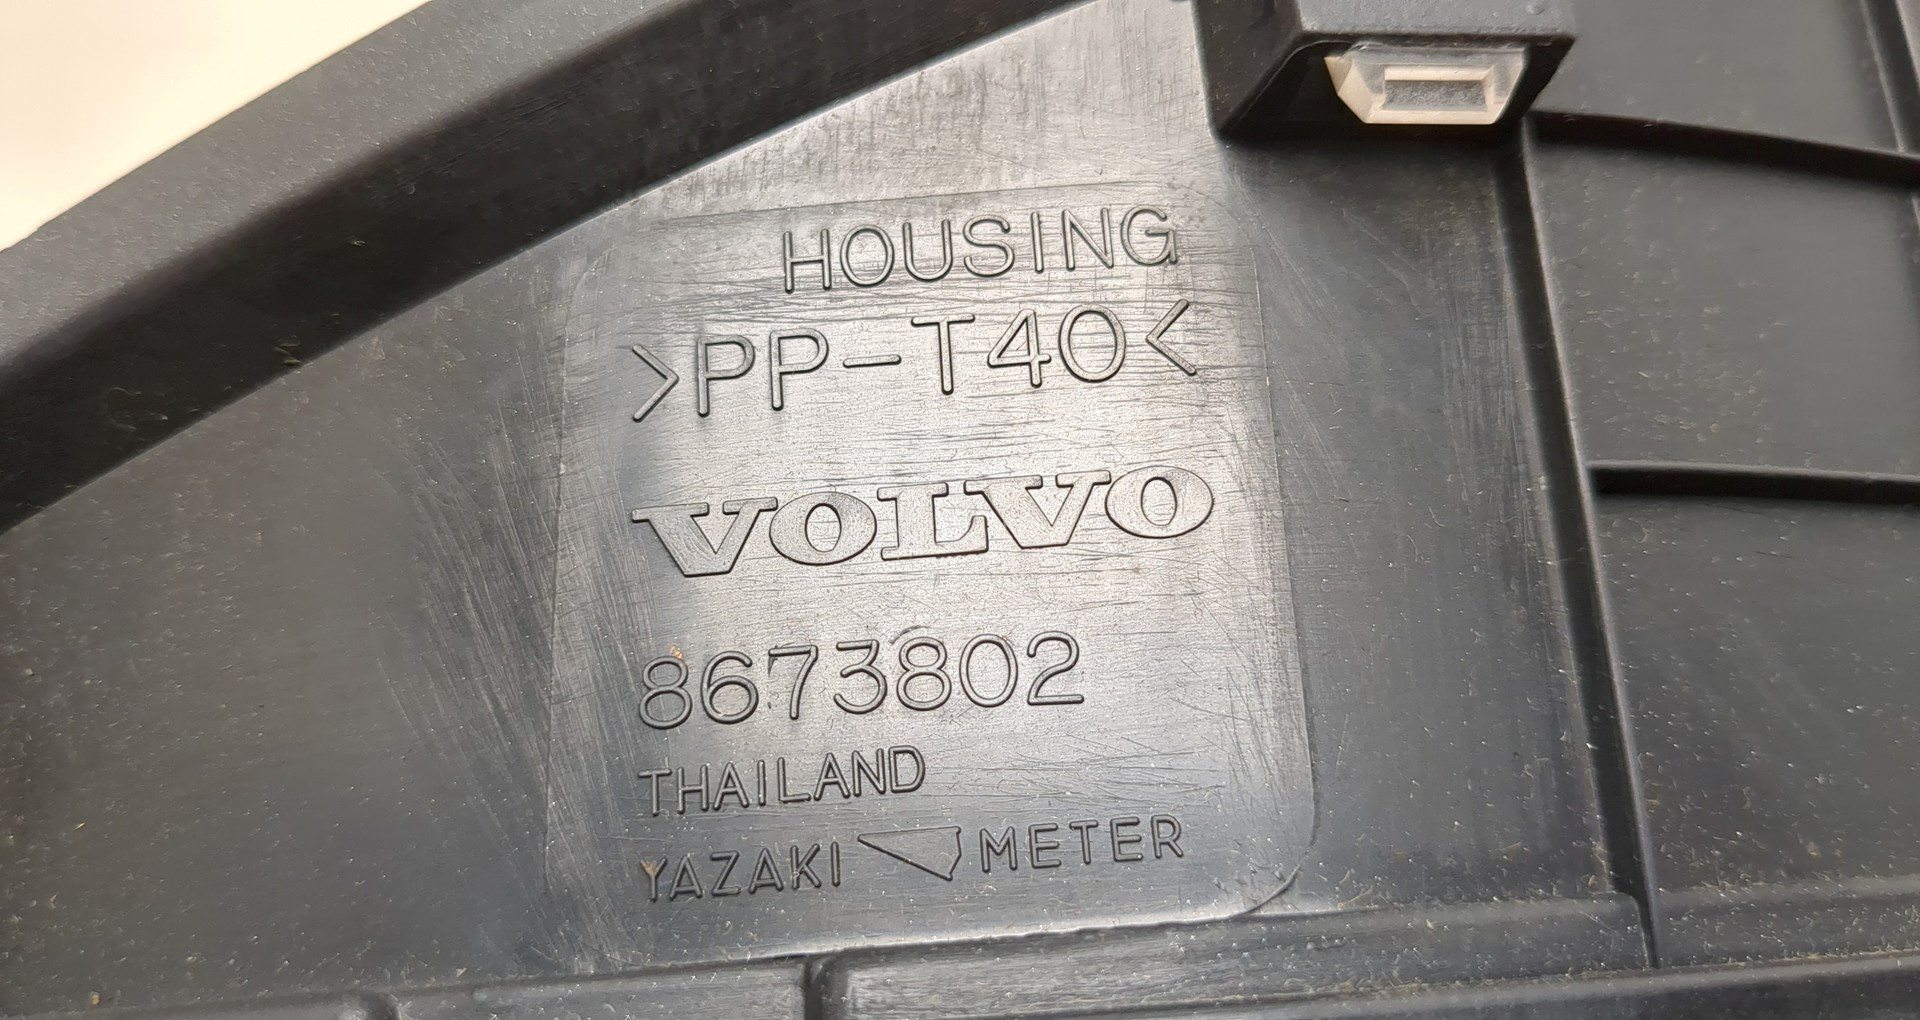 HOUSING
>PP-T40<
VOLVO
8673802
THAILAND
YAZAKI METER